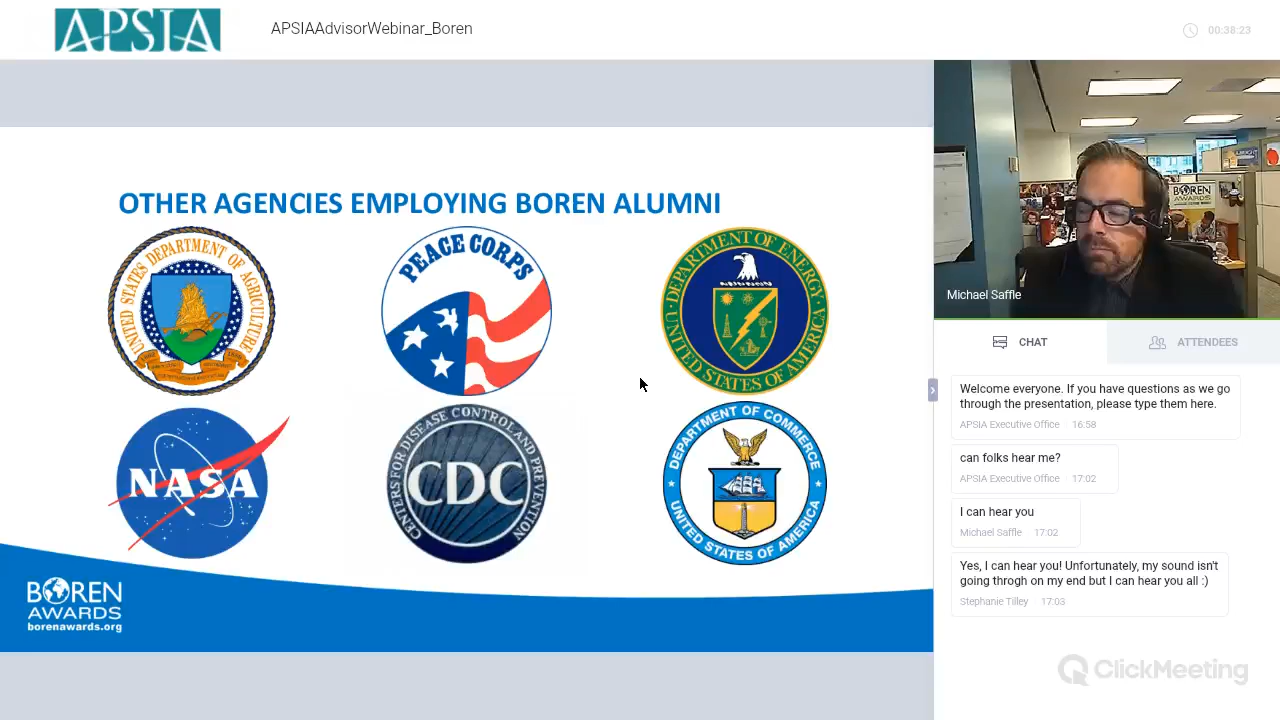 APSIA
APSIAAdvisorWebinar_Boren
00:38:23
OTHER AGENCIES EMPLOYING BOREN ALUMNI
UNITED STATES DEPARTMENT OF AGRICULTURE
PEACE CORPS
DEPARTMENT OF ENERGY
UNITED STATES OF AMERICA
NASA
CENTERS FOR DISEASE CONTROL AND PREVENTION
CDC
DEPARTMENT OF COMMERCE
UNITED STATES OF AMERICA
BOREN
AWARDS
borenawards.org
BOREN
AWARDS
Michael Saffle
CHAT
ATTENDEES
Welcome everyone. If you have questions as we go
through the presentation, please type them here.
APSIA Executive Office · 16:58
can folks hear me?
APSIA Executive Office · 17:02
I can hear you
Michael Saffle · 17:02
Yes, I can hear you! Unfortunately, my sound isn't
going throgh on my end but I can hear you all :)
Stephanie Tilley · 17:03
ClickMeeting